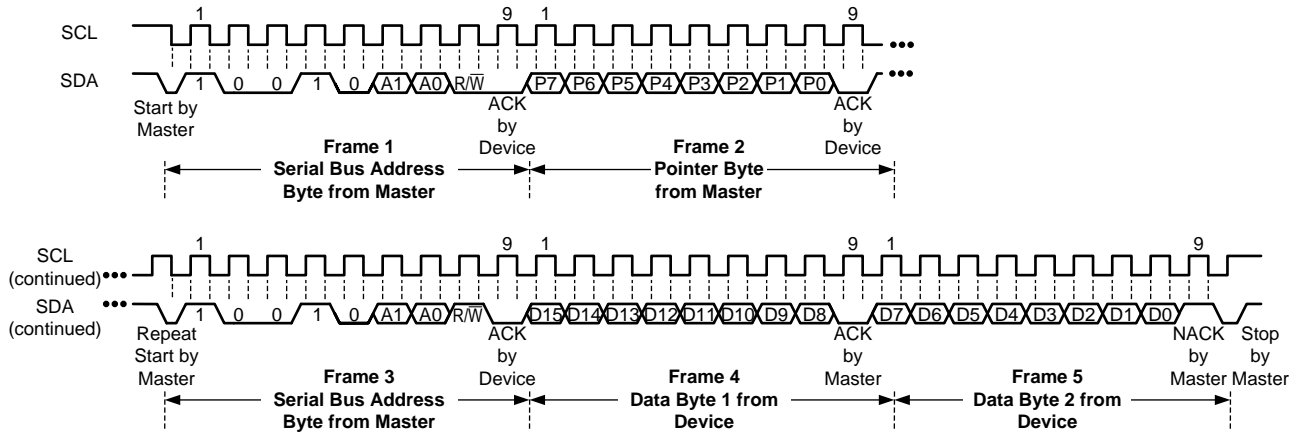 1 9 1 9
SCL
SDA 1 0 0 1 0 A1 A0 R/W̅ P7 P6 P5 P4 P3 P2 P1 P0
Start by
Master
ACK
by
Device
ACK
by
Device
Frame 1
Serial Bus Address
Byte from Master
Frame 2
Pointer Byte
from Master
1 9 1 9 1 9
SCL
(continued)
SDA
(continued)
1 0 0 1 0 A1 A0 R/W̅ D15 D14 D13 D12 D11 D10 D9 D8 D7 D6 D5 D4 D3 D2 D1 D0
Repeat
Start by
Master
ACK
by
Device
ACK
by
Master
NACK
by
Master
Stop
by
Master
Frame 3
Serial Bus Address
Byte from Master
Frame 4
Data Byte 1 from
Device
Frame 5
Data Byte 2 from
Device